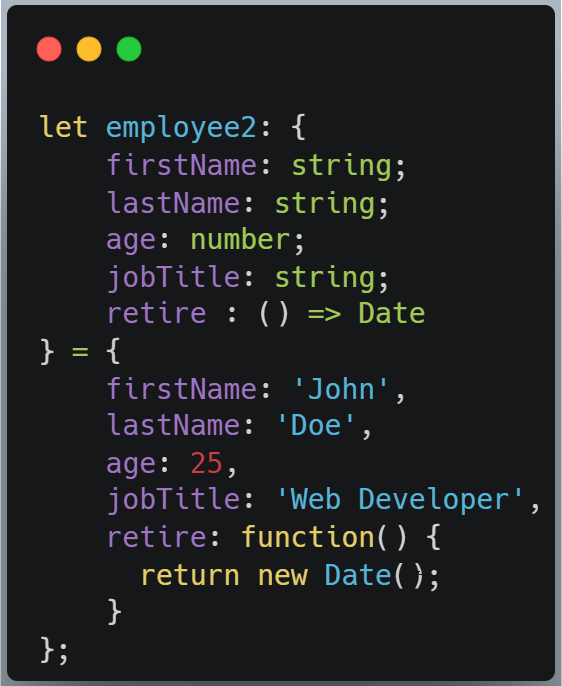 let employee2: {
    firstName: string;
    lastName: string;
    age: number;
    jobTitle: string;
    retire : () => Date
} = {
    firstName: 'John',
    lastName: 'Doe',
    age: 25,
    jobTitle: 'Web Developer',
    retire: function() {
      return new Date();
    }
};